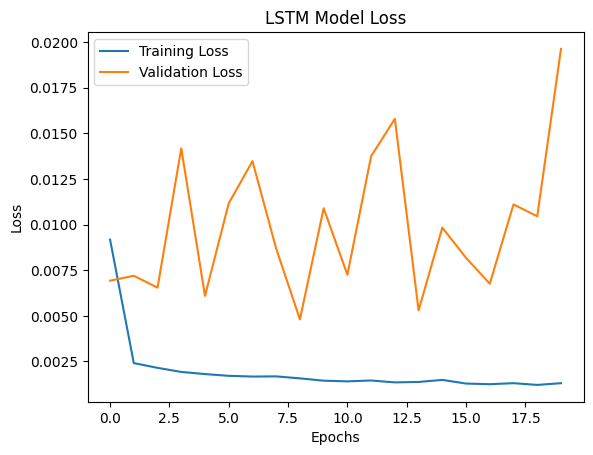 LSTM Model Loss
Training Loss
Validation Loss
0.0200
0.0175
0.0150
0.0125
0.0100
0.0075
0.0050
0.0025
Loss
0.0 2.5 5.0 7.5 10.0 12.5 15.0 17.5
Epochs